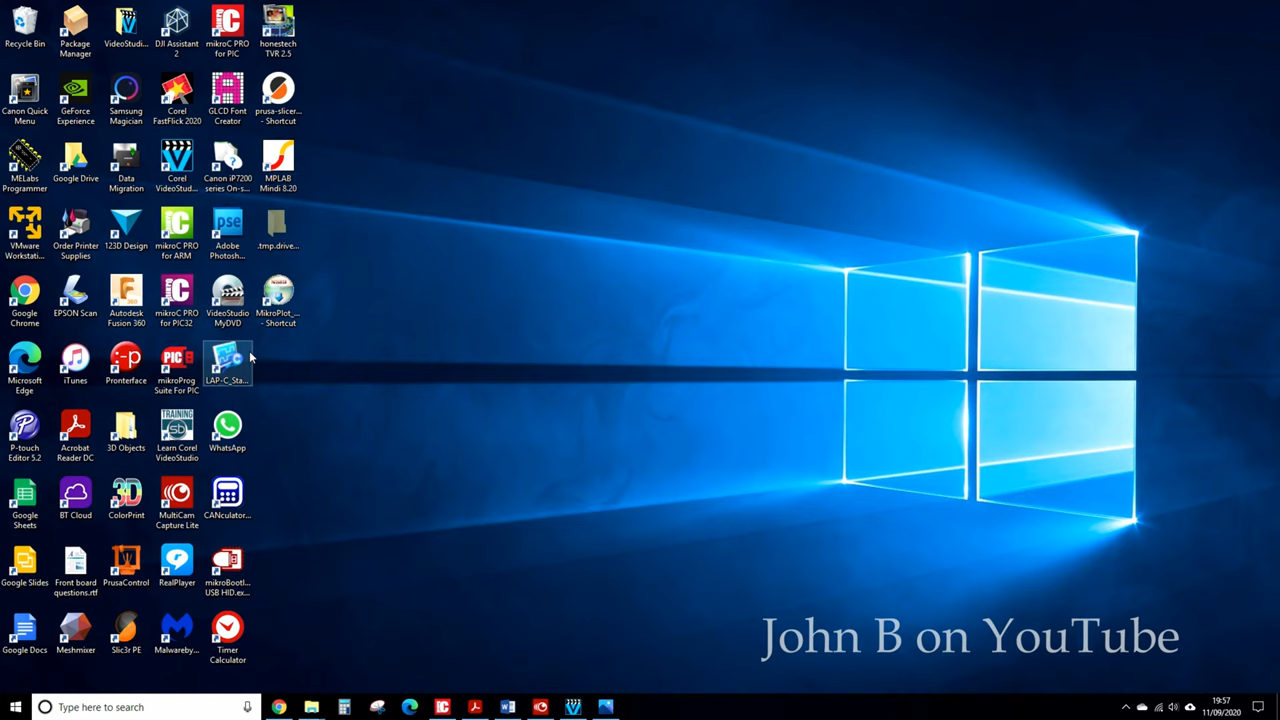 Recycle Bin
Package
Manager
VideoStudi...
DJI Assistant
2
mikroC PRO
for PIC
honestech
TVR 2.5
Canon Quick
Menu
GeForce
Experience
Samsung
Magician
Corel
FastFlick 2020
GLCD Font
Creator
prusa-slicer...
- Shortcut
MELabs
Programmer
Google Drive
Data
Migration
Corel
VideoStud...
Canon iP7200
series On-s...
MPLAB
Mindi 8.20
VMware
Workstati...
Order Printer
Supplies
123D Design
mikroC PRO
for ARM
Adobe
Photosh...
.tmp.drive...
Google
Chrome
EPSON Scan
Autodesk
Fusion 360
mikroC PRO
for PIC32
VideoStudio
MyDVD
MikroPlot_...
- Shortcut
Microsoft
Edge
iTunes
Pronterface
mikroProg
Suite For PIC
LAP-C_Sta...
P-touch
Editor 5.2
Acrobat
Reader DC
3D Objects
TRAINING
sb
Learn Corel
VideoStudio
WhatsApp
Google
Sheets
BT Cloud
3D
ColorPrint
MultiCam
Capture Lite
CANculator...
Google Slides
Front board
questions.rtf
PrusaControl
RealPlayer
mikroBootl...
USB HID.ex...
Google Docs
Meshmixer
Slic3r PE
Malwareby...
Timer
Calculator
John B on YouTube
Type here to search
19:57
11/09/2020